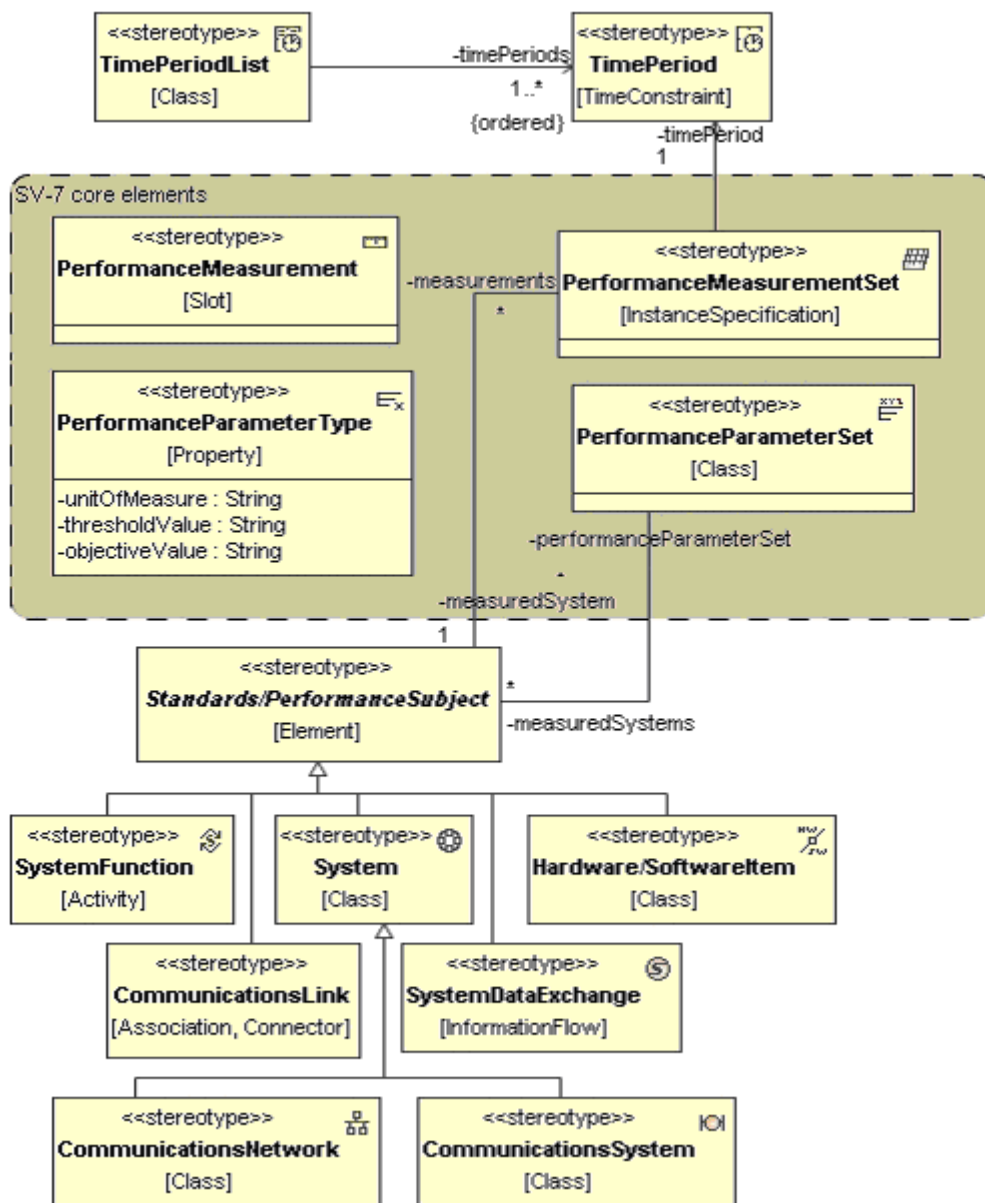 <<stereotype>>
TimePeriodList
[Class]
-timePeriods
1..*
{ordered}
<<stereotype>>
TimePeriod
[TimeConstraint]
-timePeriod
1
SV-7 core elements
<<stereotype>>
PerformanceMeasurement
[Slot]
-measurements
*
<<stereotype>>
PerformanceMeasurementSet
[InstanceSpecification]
<<stereotype>>
PerformanceParameterType
[Property]
-unitOfMeasure : String
-thresholdValue : String
-objectiveValue : String
<<stereotype>>
PerformanceParameterSet
[Class]
-performanceParameterSet
*
-measuredSystem
1
<<stereotype>>
Standards/PerformanceSubject
[Element]
*
-measuredSystems
<<stereotype>>
SystemFunction
[Activity]
<<stereotype>>
System
[Class]
<<stereotype>>
Hardware/SoftwareItem
[Class]
<<stereotype>>
CommunicationsLink
[Association, Connector]
<<stereotype>>
SystemDataExchange
[InformationFlow]
<<stereotype>>
CommunicationsNetwork
[Class]
<<stereotype>>
CommunicationsSystem
[Class]